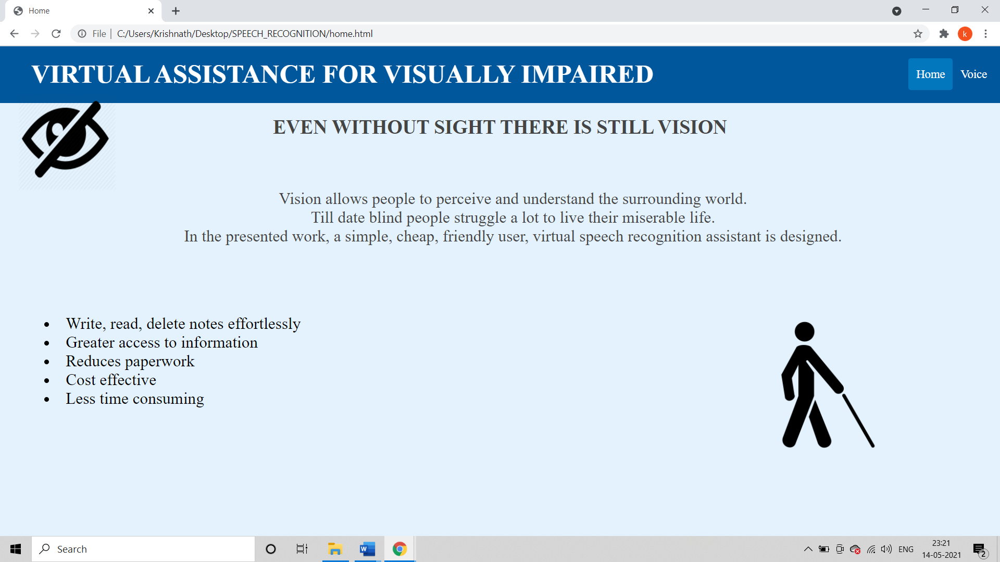 Home
File
C:/Users/Krishnath/Desktop/SPEECH_RECOGNITION/home.html
k
VIRTUAL ASSISTANCE FOR VISUALLY IMPAIRED
Home
Voice
EVEN WITHOUT SIGHT THERE IS STILL VISION
Vision allows people to perceive and understand the surrounding world.
Till date blind people struggle a lot to live their miserable life.
In the presented work, a simple, cheap, friendly user, virtual speech recognition assistant is designed.
• Write, read, delete notes effortlessly
• Greater access to information
• Reduces paperwork
• Cost effective
• Less time consuming
Search
W
ENG
23:21
14-05-2021
2